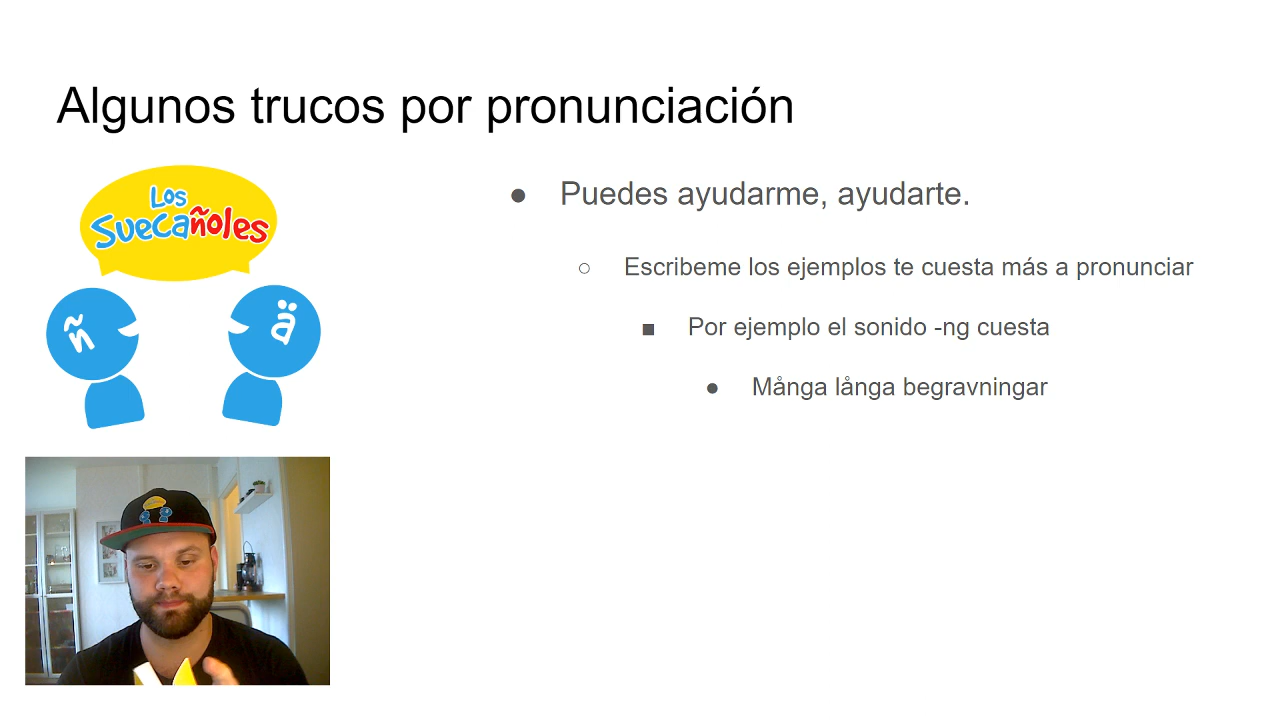 Algunos trucos por pronunciación
Los
Suecañoles
ñ
ä
Puedes ayudarme, ayudarte.
Escribeme los ejemplos te cuesta más a pronunciar
Por ejemplo el sonido -ng cuesta
Många långa begravningar